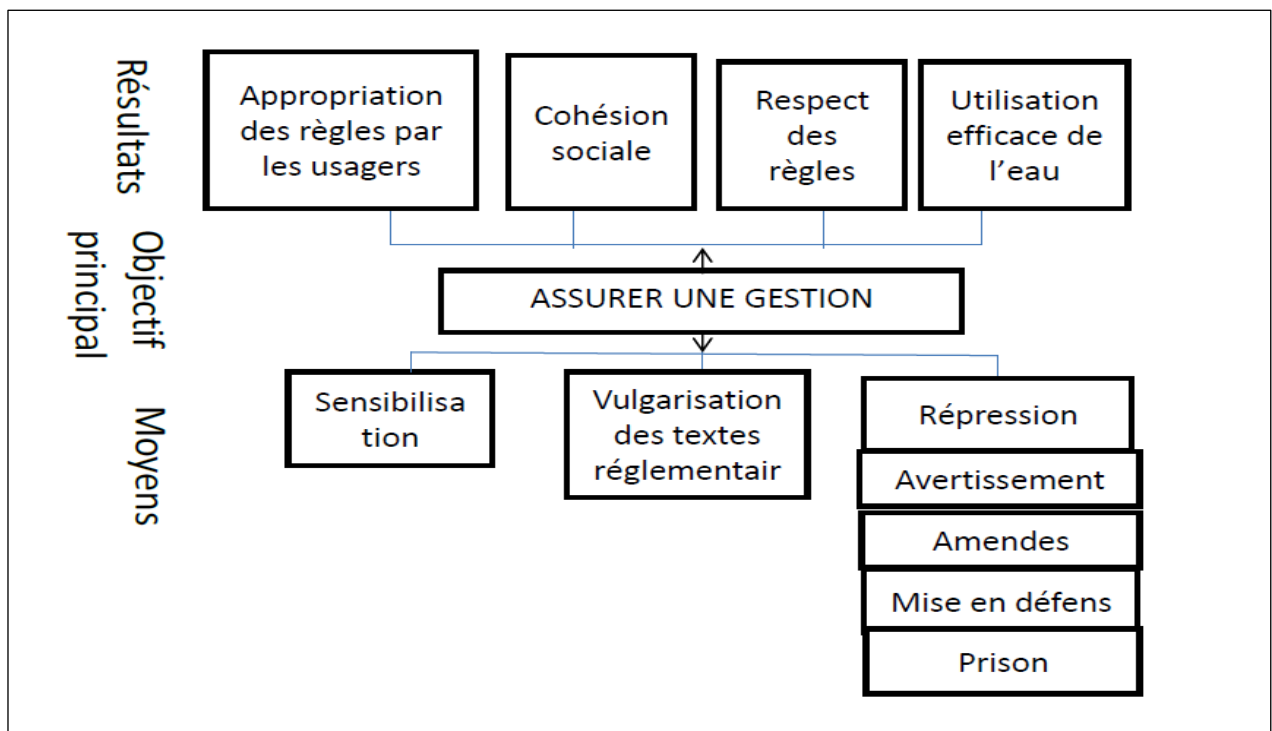 Résultats
Appropriation
des règles par
les usagers
Cohésion
sociale
Respect
des
règles
Utilisation
efficace de
l'eau
Objectif
principal
ASSURER UNE GESTION
Moyens
Sensibilisa
tion
Vulgarisation
des textes
réglementair
Répression
Avertissement
Amendes
Mise en défens
Prison